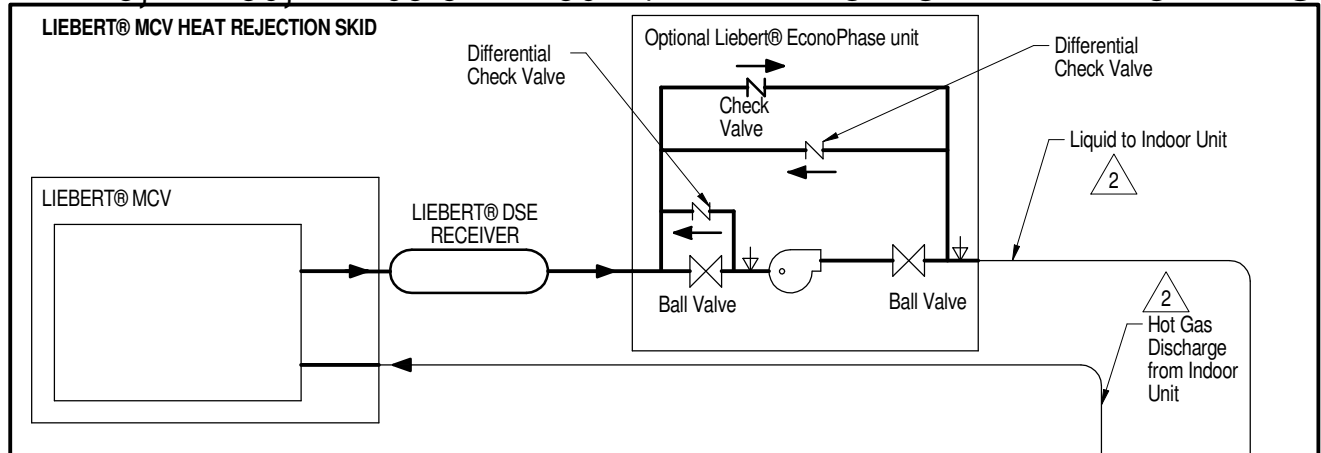 LIEBERT® MCV HEAT REJECTION SKID
Optional Liebert® EconoPhase unit
Differential
Check Valve
Differential
Check Valve
Check
Valve
Liquid to Indoor Unit
2
LIEBERT® MCV
LIEBERT® DSE
RECEIVER
Ball Valve
Ball Valve
2
Hot Gas
Discharge
from Indoor
Unit